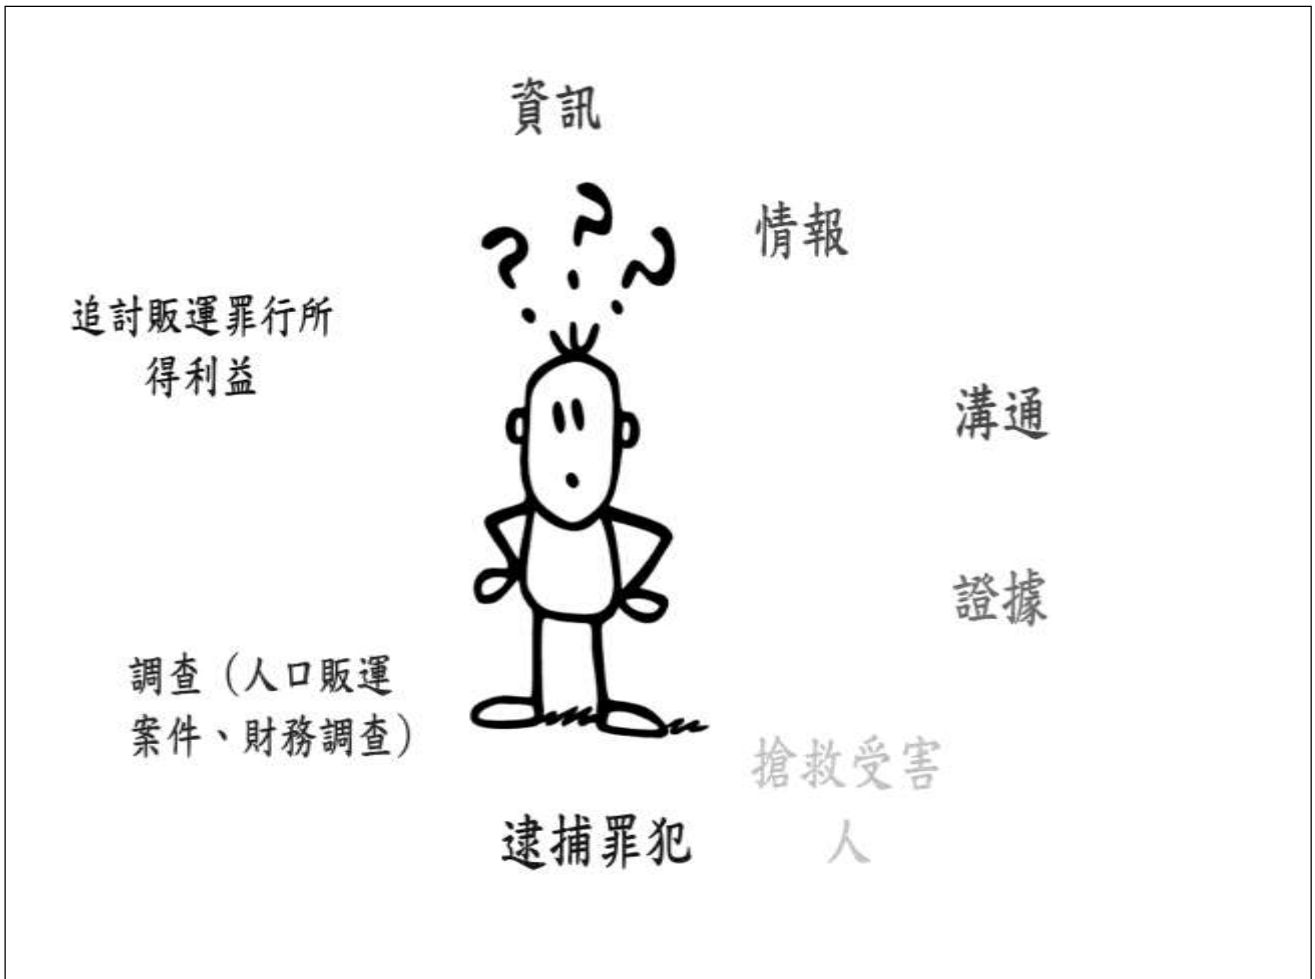 資訊
情報
追討販運罪行所
得利益
溝通
證據
調查（人口販運
案件、財務調查）
搶救受害
人
逮捕罪犯